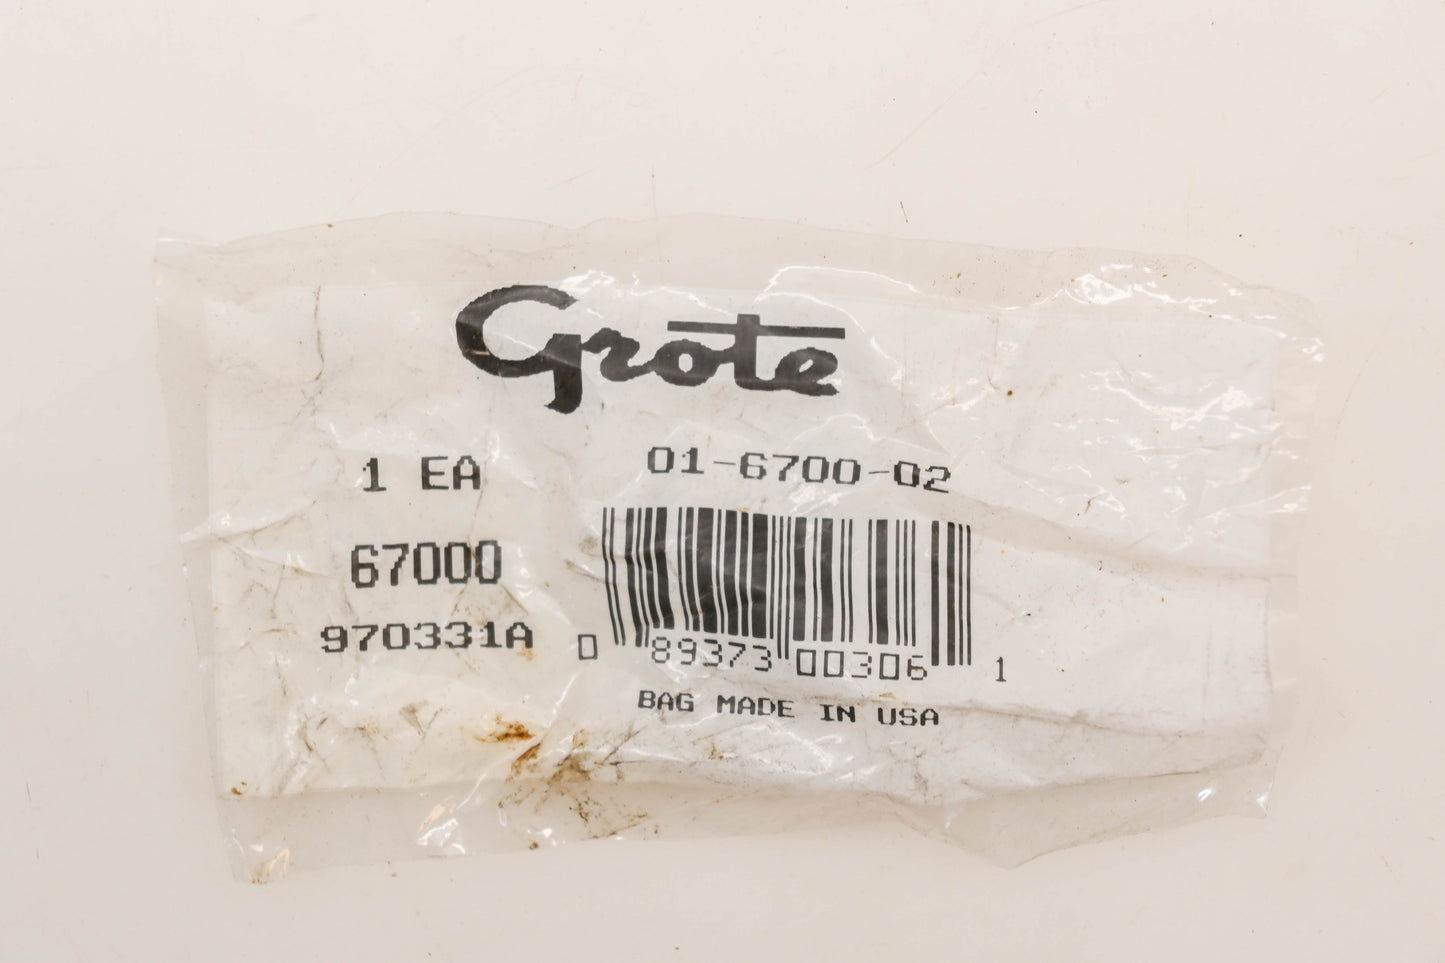 Grote
1 EA
01-6700-02
67000
970331A
0 89373 00306 1
BAG MADE IN USA